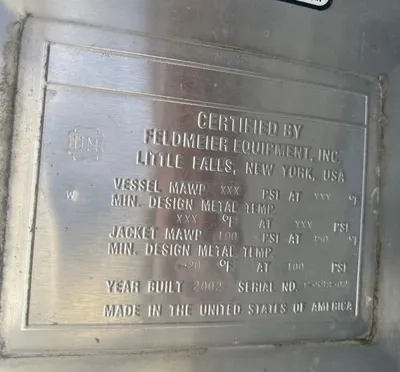 CERTIFIED BY
FELDMEIER EQUIPMENT, INC.
LITTLE FALLS, NEW YORK, USA
UM
W
VESSEL MAWP XXX PSI AT XXX °F
MIN. DESIGN METAL TEMP
XXX °F AT XXX PSI
JACKET MAWP 100 PSI AT °F
MIN. DESIGN METAL TEMP
-20 °F AT 100 PSI
YEAR BUILT 2002 SERIAL NO.
MADE IN THE UNITED STATES OF AMERICA